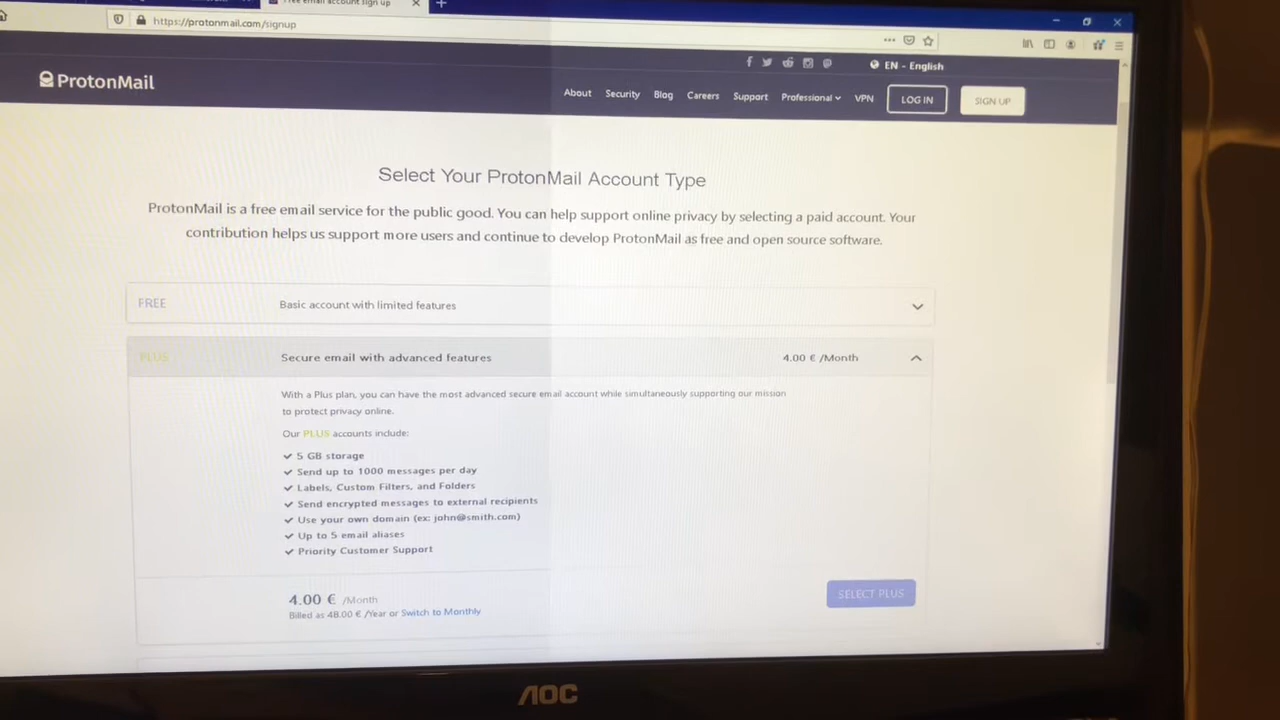 Free email account sign up
https://protonmail.com/signup
EN - English
ProtonMail
About Security Blog Careers Support Professional VPN LOG IN SIGN UP
Select Your ProtonMail Account Type
ProtonMail is a free email service for the public good. You can help support online privacy by selecting a paid account. Your
contribution helps us support more users and continue to develop ProtonMail as free and open source software.
FREE Basic account with limited features
PLUS Secure email with advanced features 4.00 € /Month
With a Plus plan, you can have the most advanced secure email account while simultaneously supporting our mission
to protect privacy online.
Our PLUS accounts include:
5 GB storage
Send up to 1000 messages per day
Labels, Custom Filters, and Folders
Send encrypted messages to external recipients
Use your own domain (ex: john@smith.com)
Up to 5 email aliases
Priority Customer Support
4.00 € /Month
SELECT PLUS
Billed as 48.00 € /Year or Switch to Monthly
AOC